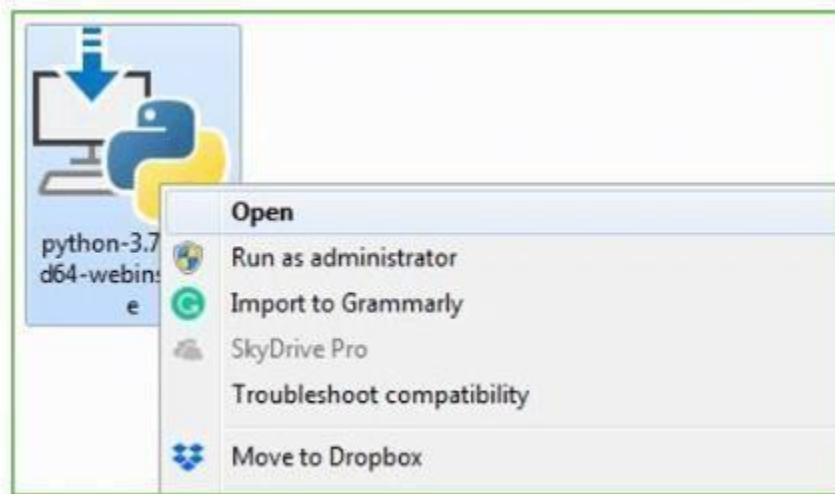 python-3.7
d64-webins
e
Open
Run as administrator
Import to Grammarly
SkyDrive Pro
Troubleshoot compatibility
Move to Dropbox